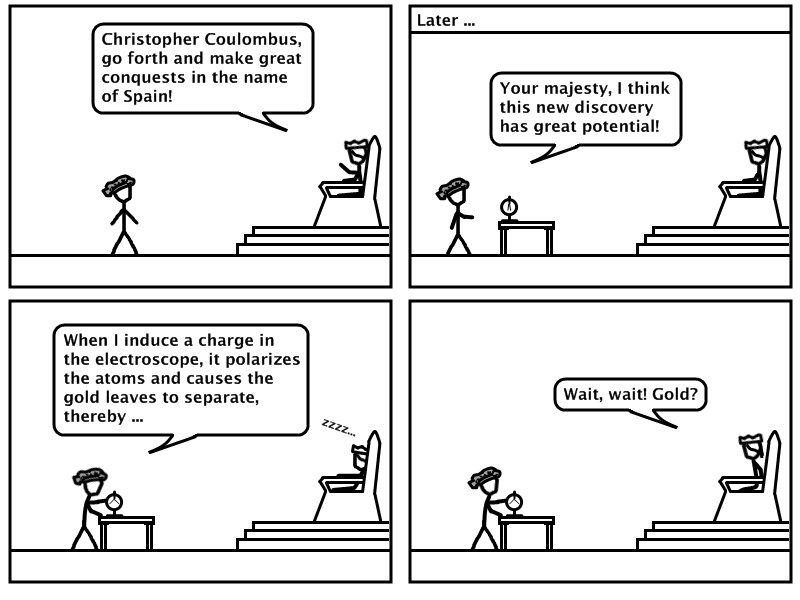 Christopher Coulombus,
go forth and make great
conquests in the name
of Spain!
Later ...
Your majesty, I think
this new discovery
has great potential!
When I induce a charge in
the electroscope, it polarizes
the atoms and causes the
gold leaves to separate,
thereby ...
zzzz...
Wait, wait! Gold?